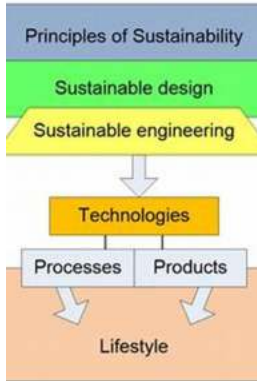 Principles of Sustainability
Sustainable design
Sustainable engineering
Technologies
Processes Products
Lifestyle